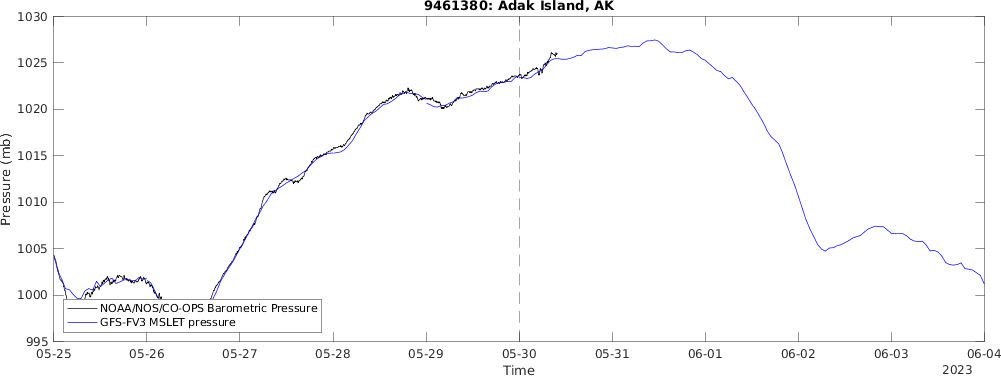 9461380: Adak Island, AK
Pressure (mb)
1030
1025
1020
1015
1010
1005
1000
995
NOAA/NOS/CO-OPS Barometric Pressure
GFS-FV3 MSLET pressure
05-25 05-26 05-27 05-28 05-29 05-30 05-31 06-01 06-02 06-03 06-04
Time
2023